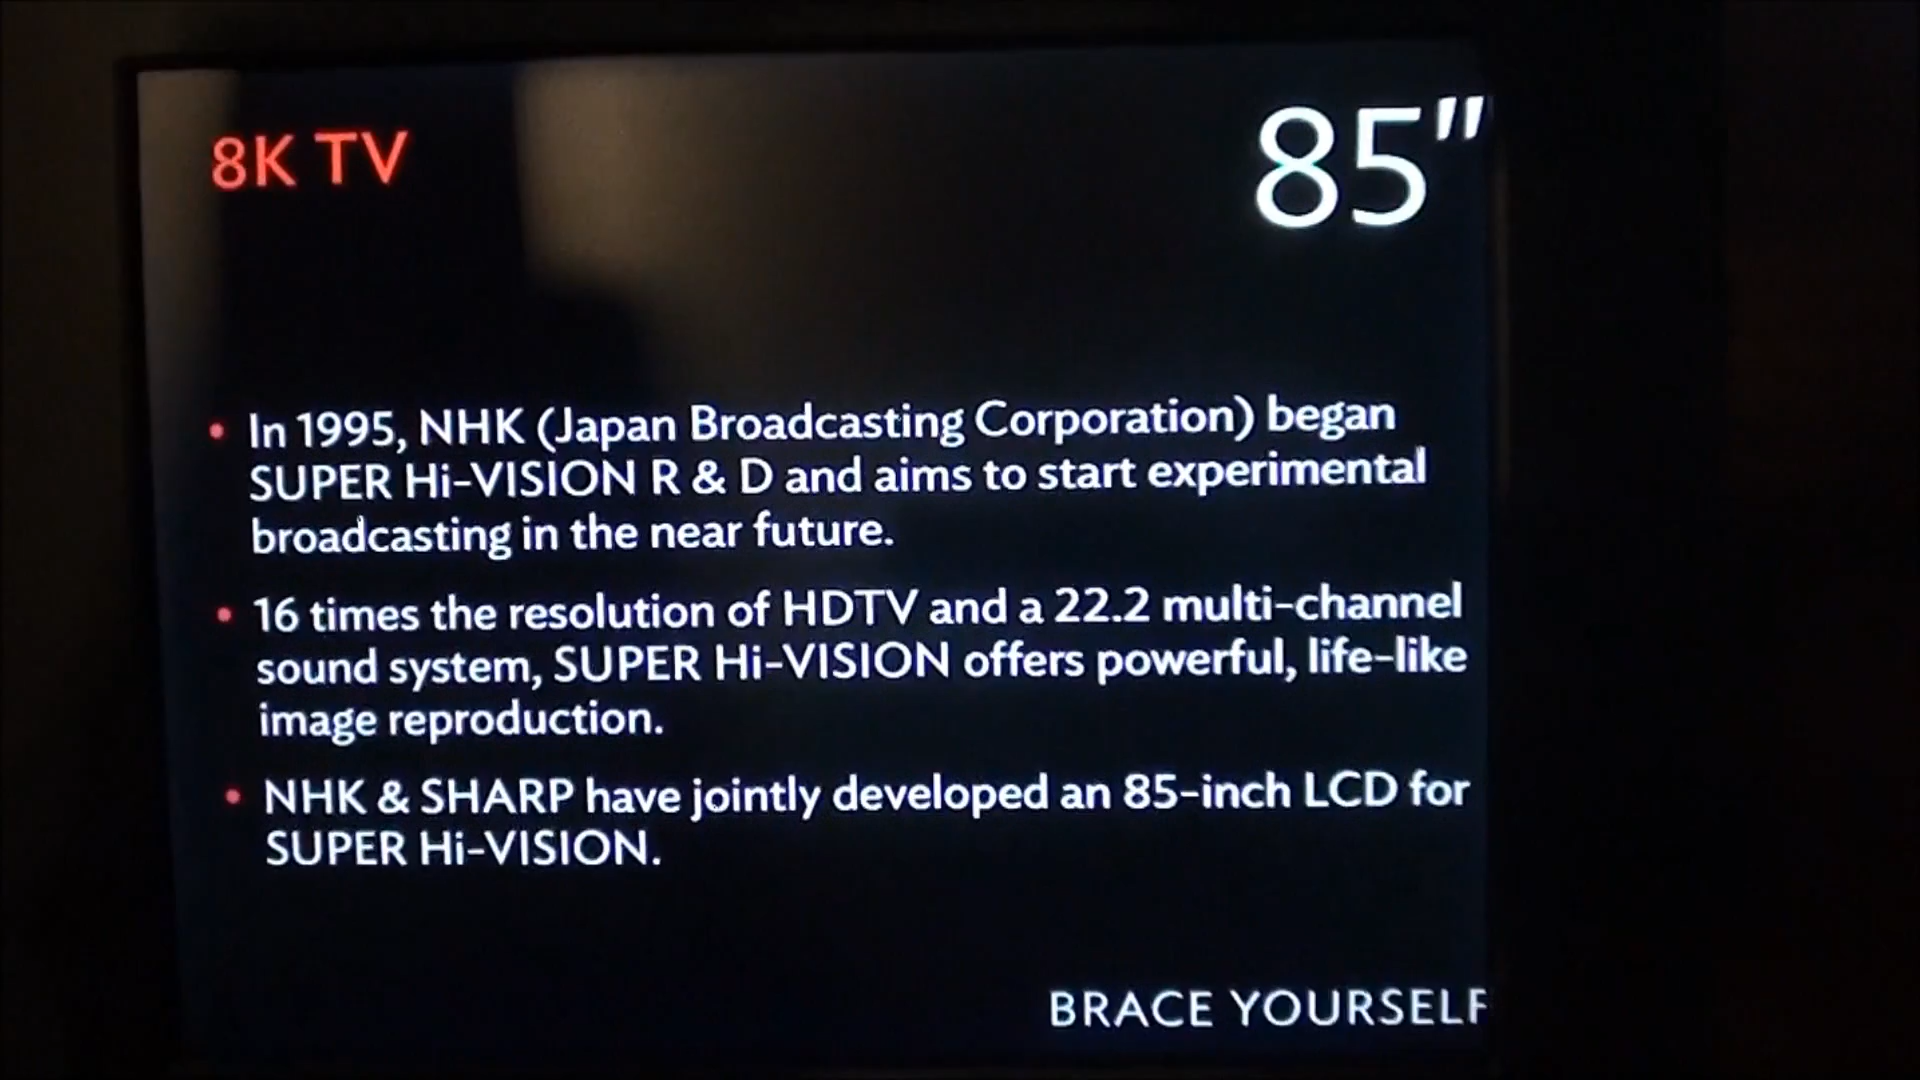 8K TV
85"
• In 1995, NHK (Japan Broadcasting Corporation) began
SUPER Hi-VISION R & D and aims to start experimental
broadcasting in the near future.
• 16 times the resolution of HDTV and a 22.2 multi-channel
sound system, SUPER Hi-VISION offers powerful, life-like
image reproduction.
• NHK & SHARP have jointly developed an 85-inch LCD for
SUPER Hi-VISION.
BRACE YOURSELF